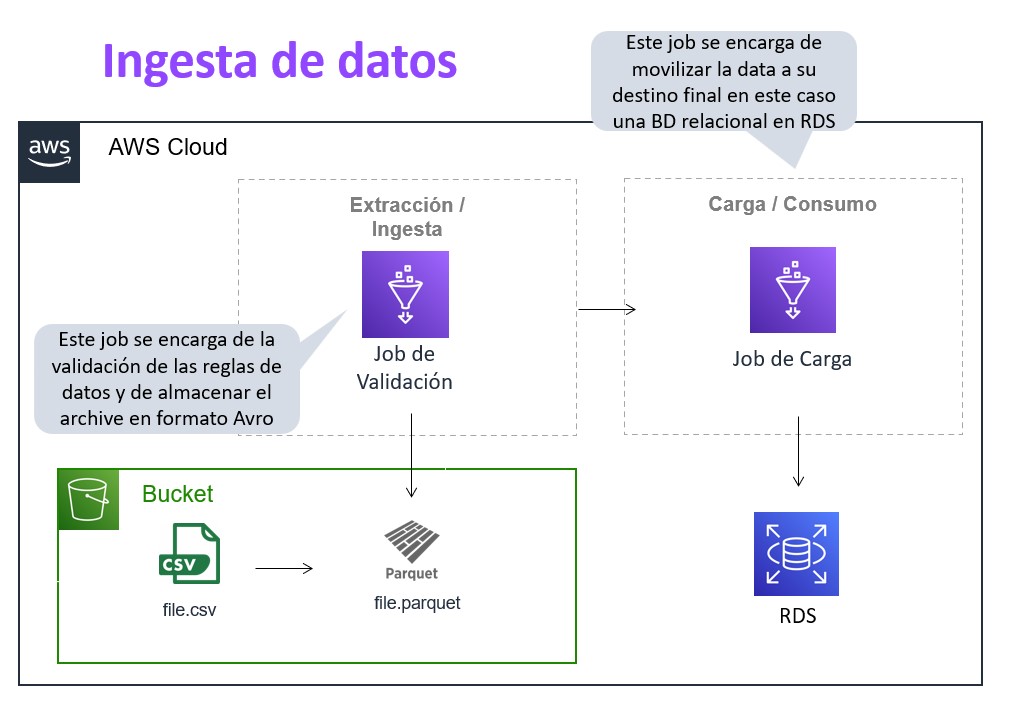 Ingesta de datos
Este job se encarga de
movilizar la data a su
destino final en este caso
una BD relacional en RDS
aws
AWS Cloud
Extracción /
Ingesta
Carga / Consumo
Este job se encarga de la
validación de las reglas de
datos y de almacenar el
archive en formato Avro
Job de
Validación
Job de Carga
Bucket
CSV
Parquet
file.csv
file.parquet
RDS